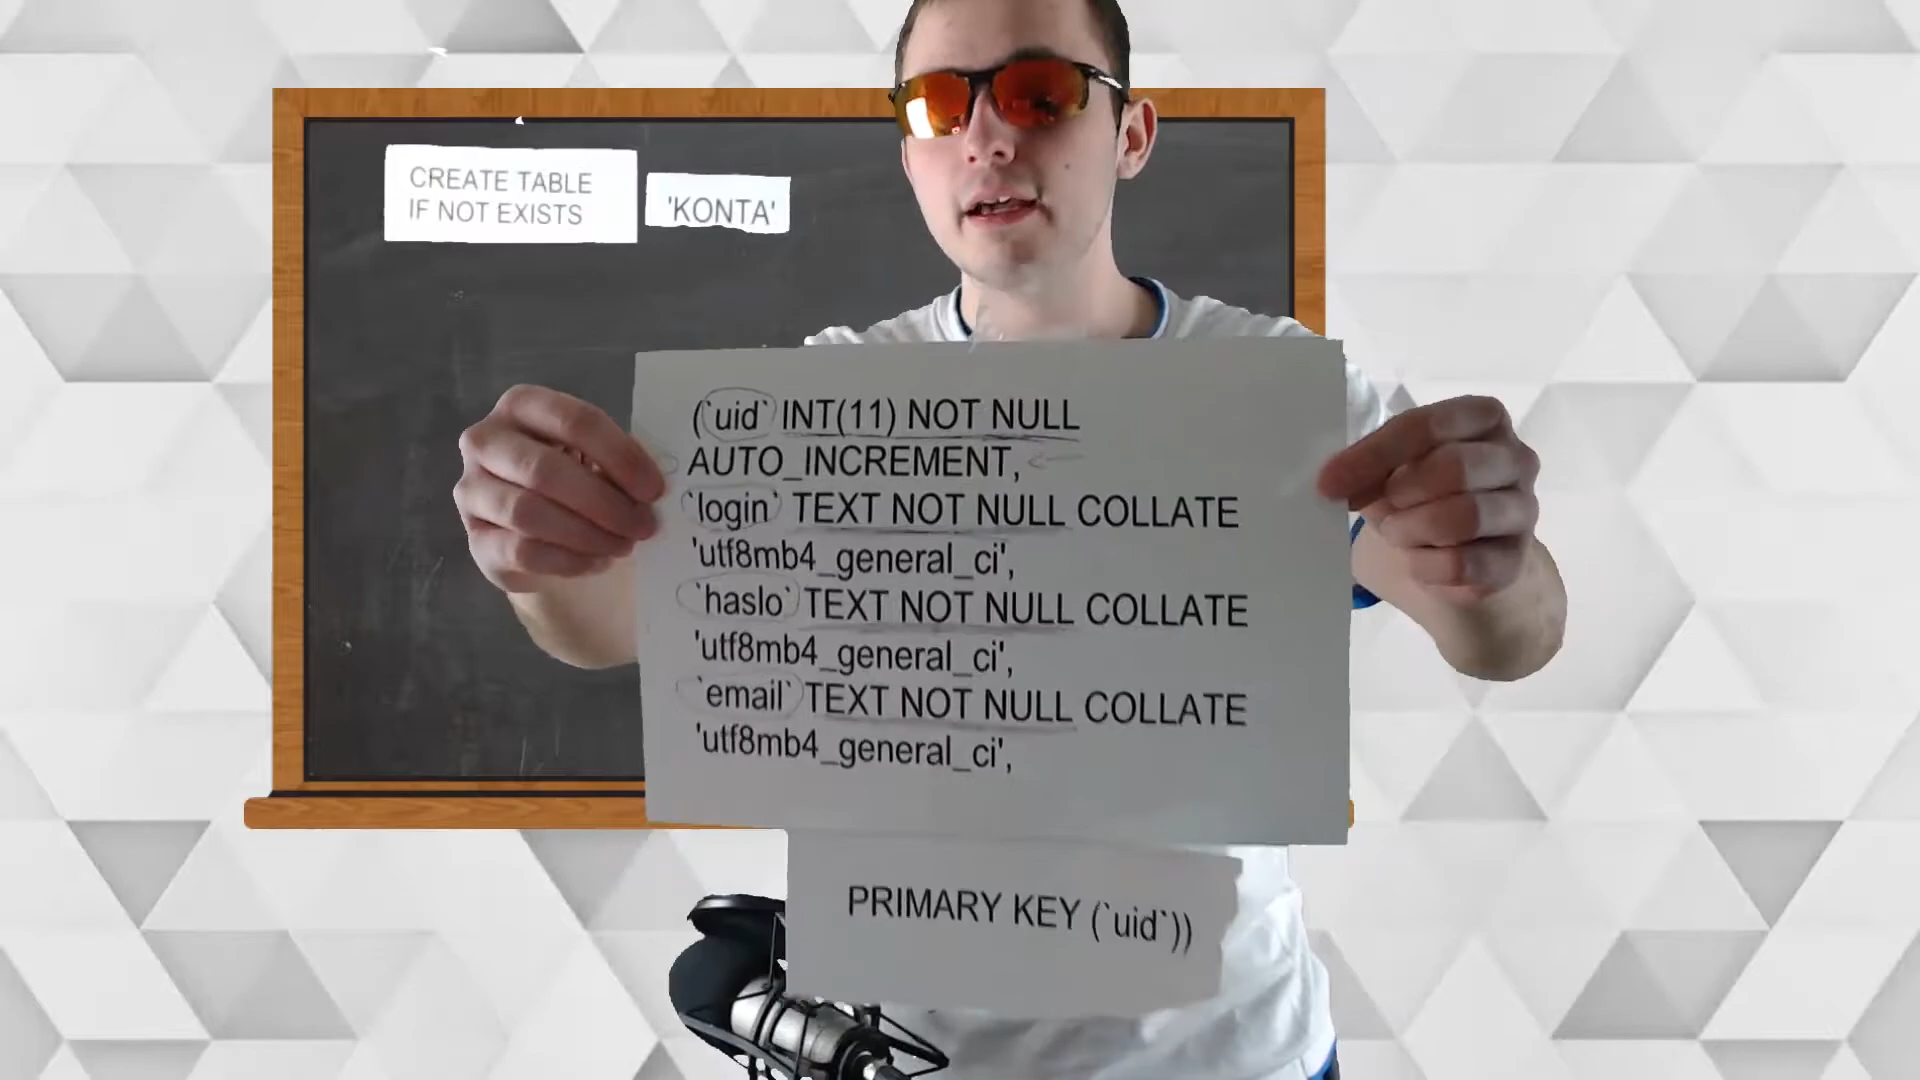 CREATE TABLE
IF NOT EXISTS
'KONTA'
(`uid` INT(11) NOT NULL
AUTO_INCREMENT,
`login` TEXT NOT NULL COLLATE
'utf8mb4_general_ci',
`haslo` TEXT NOT NULL COLLATE
'utf8mb4_general_ci',
`email` TEXT NOT NULL COLLATE
'utf8mb4_general_ci',
PRIMARY KEY (`uid`))